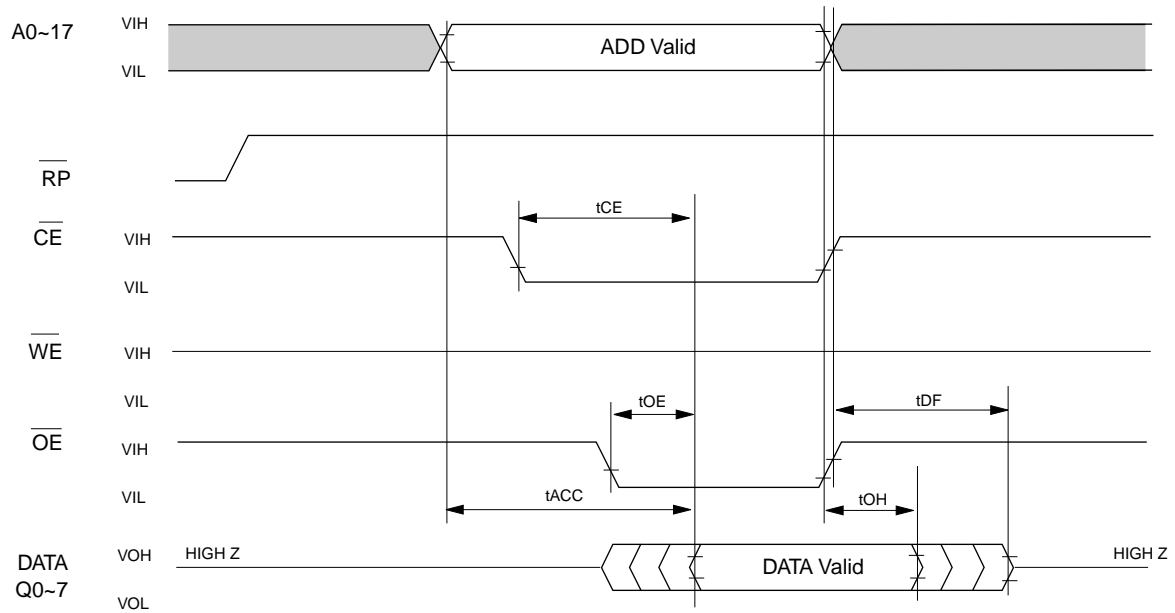 A0~17
VIH
ADD Valid
VIL
RP
tCE
CE
VIH
VIL
WE
VIH
VIL
tOE
tDF
OE
VIH
VIL
tACC
tOH
DATA
Q0~7
VOH
HIGH Z
DATA Valid
HIGH Z
VOL